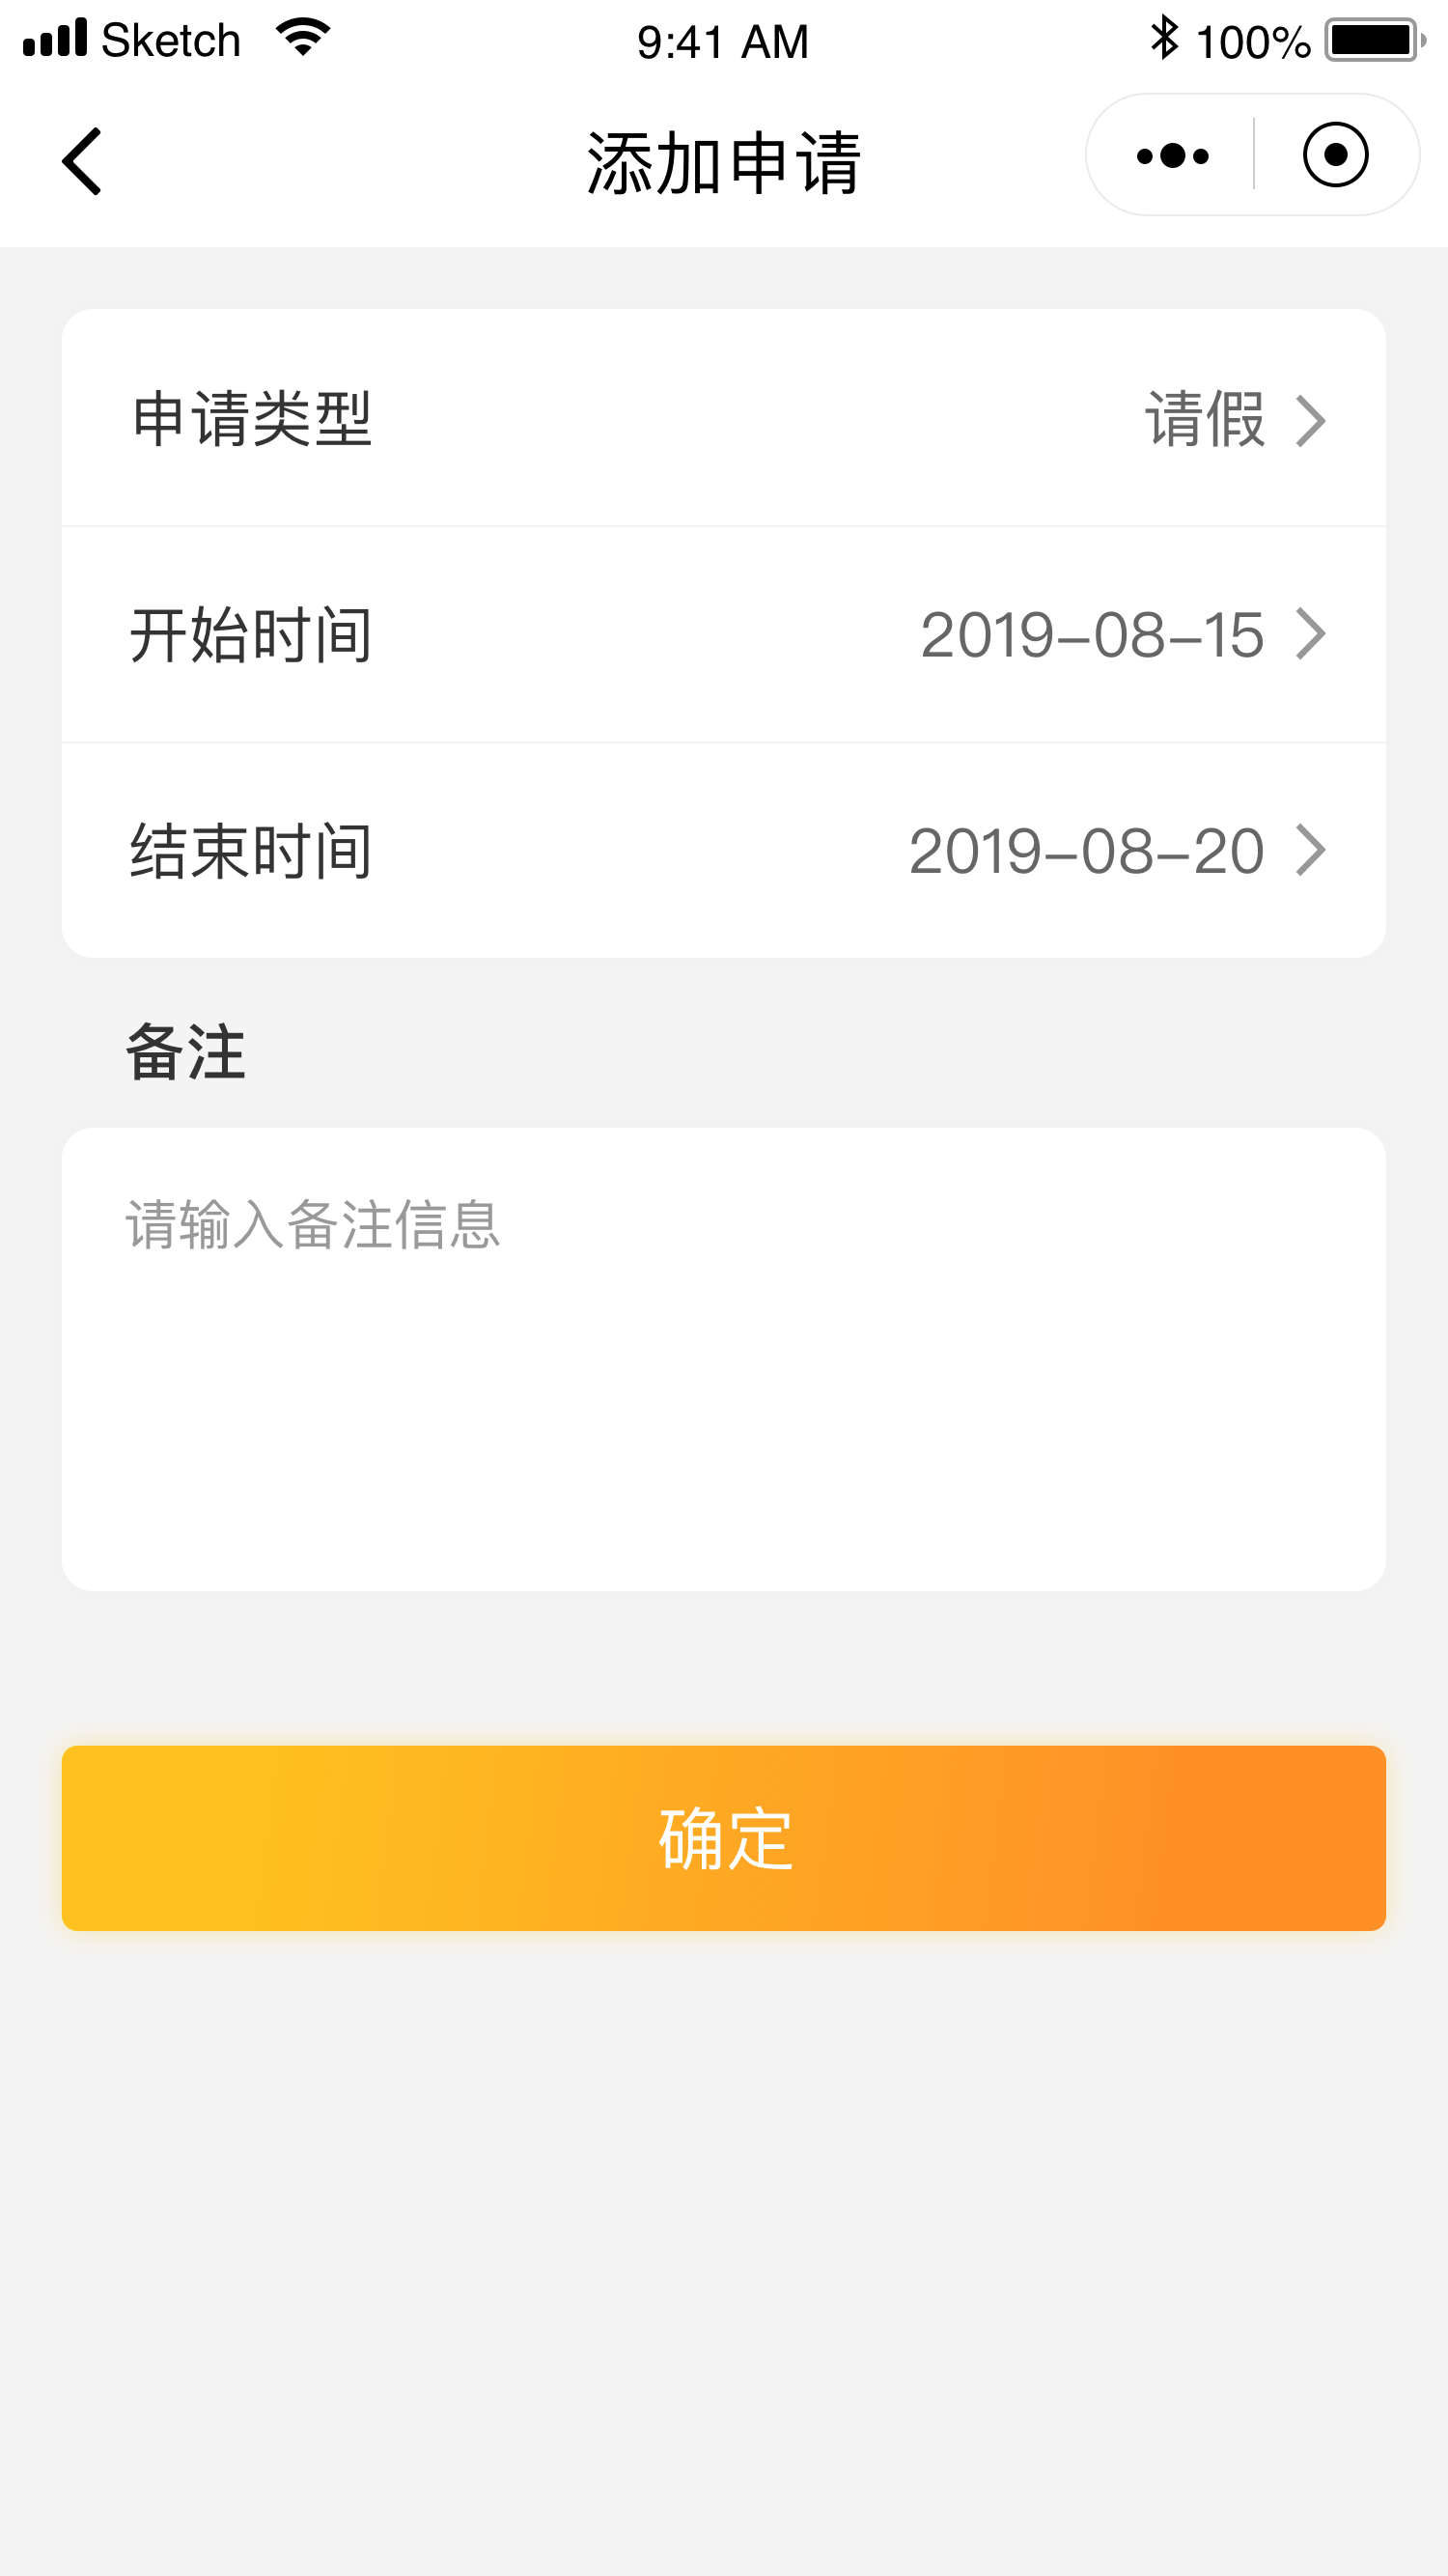 Sketch 9:41 AM 100%
添加申请
申请类型 请假
开始时间 2019-08-15
结束时间 2019-08-20
备注
请输入备注信息
确定